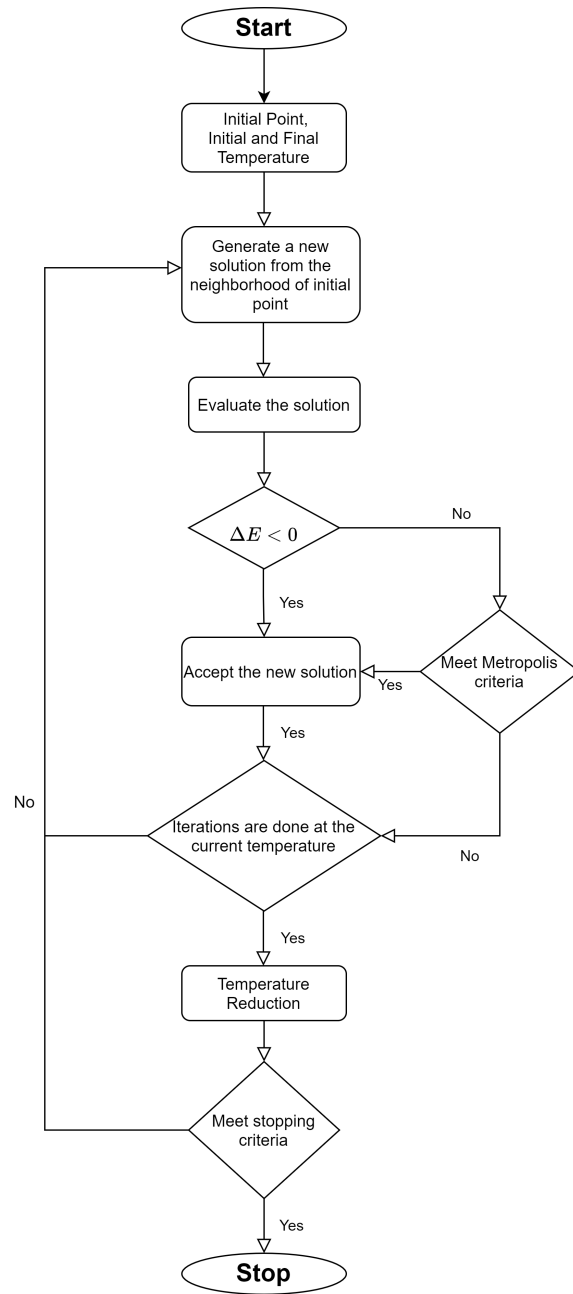 Start
Initial Point,
Initial and Final
Temperature
Generate a new
solution from the
neighborhood of initial
point
Evaluate the solution
ΔE < 0
No
Yes
Accept the new solution
Meet Metropolis
criteria
Yes
Yes
No
Iterations are done at the
current temperature
No
Yes
Temperature
Reduction
Meet stopping
criteria
Yes
Stop